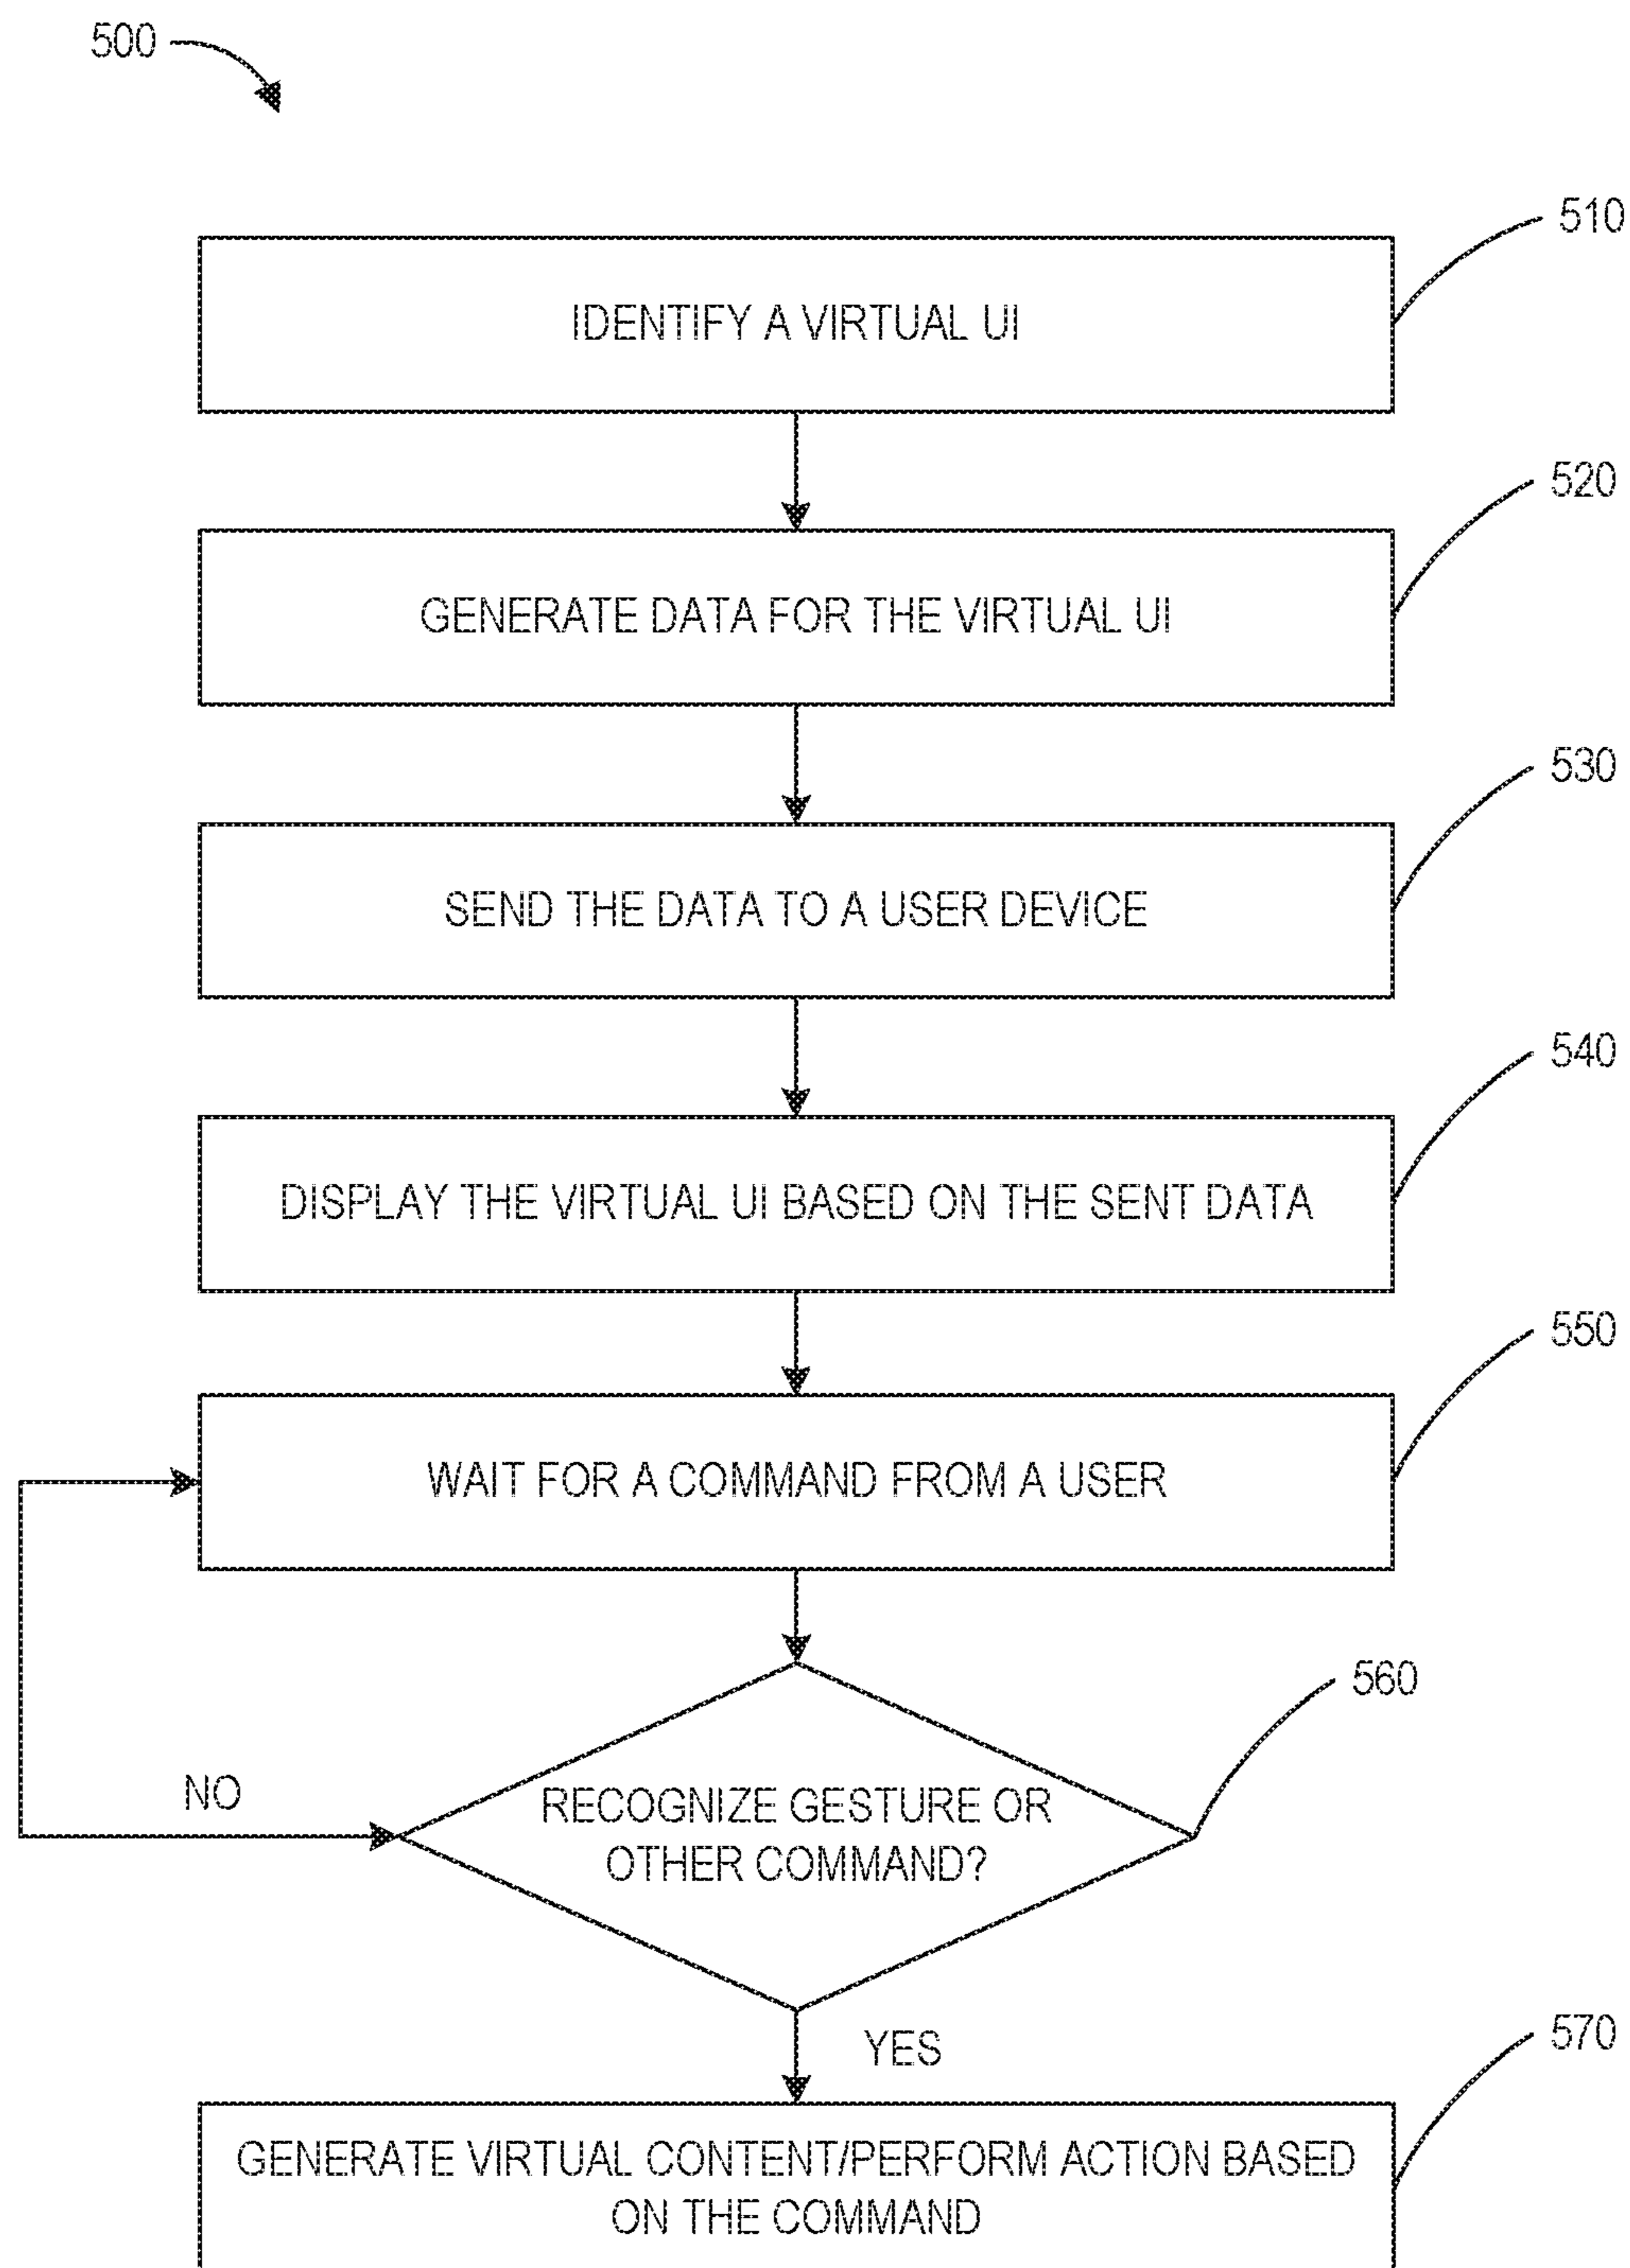 500
510
IDENTIFY A VIRTUAL UI
520
GENERATE DATA FOR THE VIRTUAL UI
530
SEND THE DATA TO A USER DEVICE
540
DISPLAY THE VIRTUAL UI BASED ON THE SENT DATA
550
WAIT FOR A COMMAND FROM A USER
560
NO
RECOGNIZE GESTURE OR
OTHER COMMAND?
YES
570
GENERATE VIRTUAL CONTENT/PERFORM ACTION BASED
ON THE COMMAND